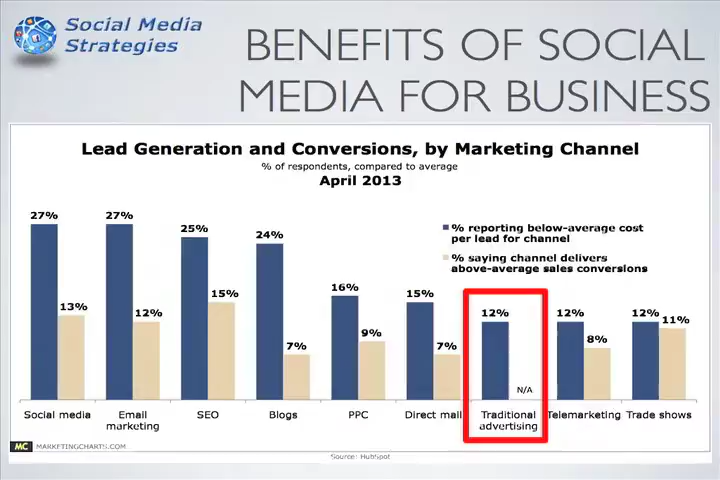 Social Media
Strategies
BENEFITS OF SOCIAL
MEDIA FOR BUSINESS
Lead Generation and Conversions, by Marketing Channel
% of respondents, compared to average
April 2013
27%
27%
25%
24%
16%
15%
12%
12%
12%
13%
12%
15%
7%
9%
7%
N/A
8%
11%
% reporting below-average cost
per lead for channel
% saying channel delivers
above-average sales conversions
Social media
Email
marketing
SEO
Blogs
PPC
Direct mail
Traditional
advertising
Telemarketing
Trade shows
MC MARKETINGCHARTS.COM
Source: HubSpot